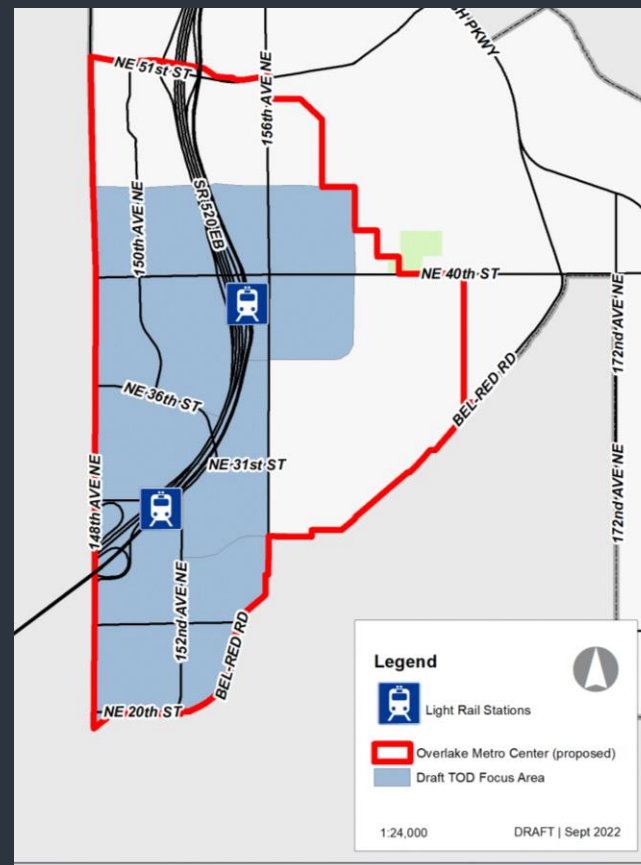 SH PKWY
NE 51st ST
156th AVE NE
150th AVE NE
SR 520 EB
NE 40th ST
172nd AVE NE
NE 36th ST
BEL-RED RD
NE 31st ST
148th AVE NE
172nd AVE NE
152nd AVE NE
BEL-RED RD
NE 20th ST
Legend
Light Rail Stations
Overlake Metro Center (proposed)
Draft TOD Focus Area
1:24,000 DRAFT | Sept 2022